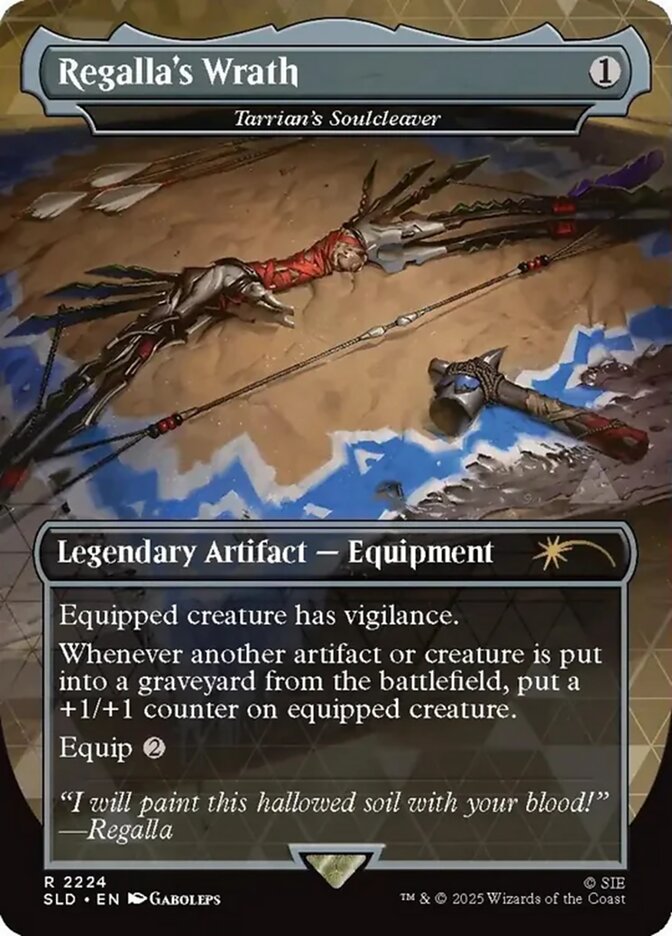 Regalla's Wrath 1
Tarrian's Soulcleaver
Legendary Artifact — Equipment
Equipped creature has vigilance.
Whenever another artifact or creature is put
into a graveyard from the battlefield, put a
+1/+1 counter on equipped creature.
Equip 2
“I will paint this hallowed soil with your blood!”
—Regalla
R 2224 © SIE
SLD • EN Gaboleps ™ & © 2025 Wizards of the Coast